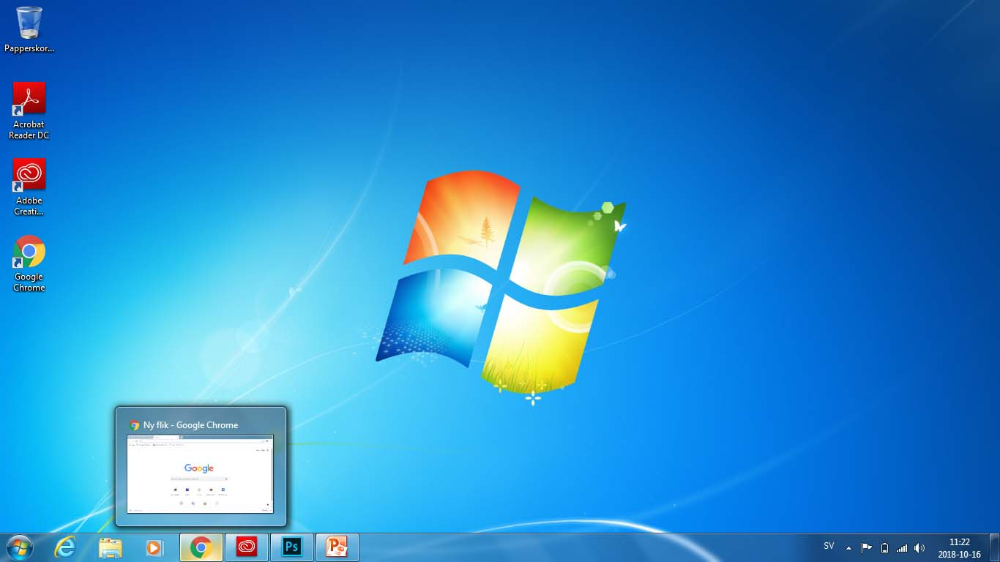 Papperskor...
Acrobat
Reader DC
Adobe
Creati...
Google
Chrome
Ny flik - Google Chrome
Google
Ps
SV
11:22
2018-10-16